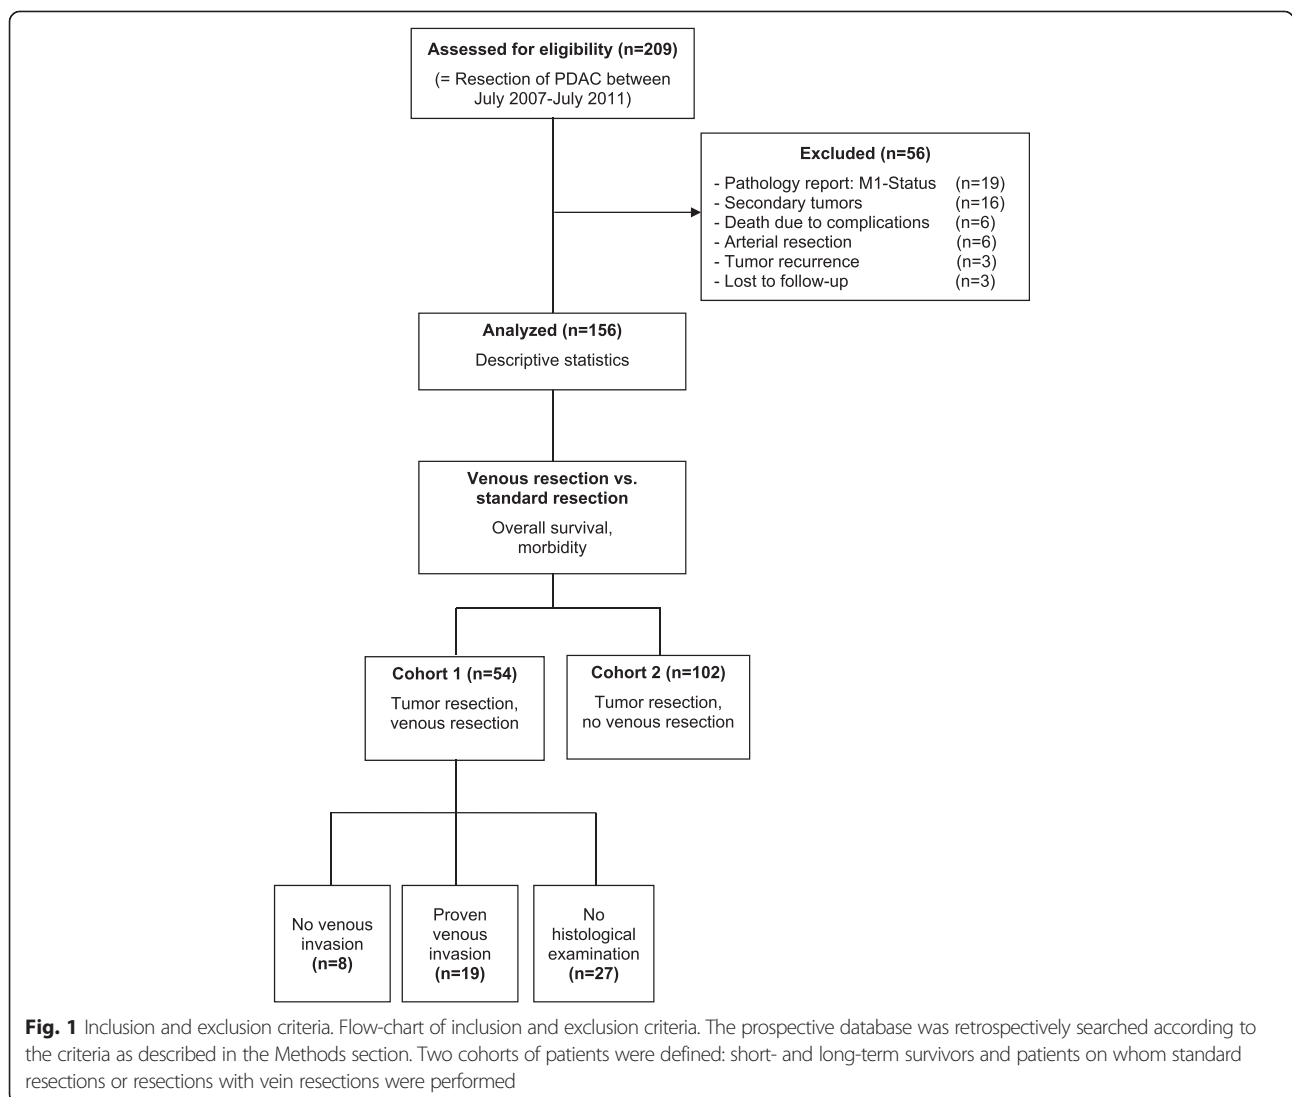 Assessed for eligibility (n=209)
(= Resection of PDAC between
July 2007-July 2011)
Excluded (n=56)
- Pathology report: M1-Status (n=19)
- Secondary tumors (n=16)
- Death due to complications (n=6)
- Arterial resection (n=6)
- Tumor recurrence (n=3)
- Lost to follow-up (n=3)
Analyzed (n=156)
Descriptive statistics
Venous resection vs.
standard resection
Overall survival,
morbidity
Cohort 1 (n=54)
Tumor resection,
venous resection
Cohort 2 (n=102)
Tumor resection,
no venous resection
No venous
invasion
(n=8)
Proven
venous
invasion
(n=19)
No
histological
examination
(n=27)
Fig. 1 Inclusion and exclusion criteria. Flow-chart of inclusion and exclusion criteria. The prospective database was retrospectively searched according to
the criteria as described in the Methods section. Two cohorts of patients were defined: short- and long-term survivors and patients on whom standard
resections or resections with vein resections were performed